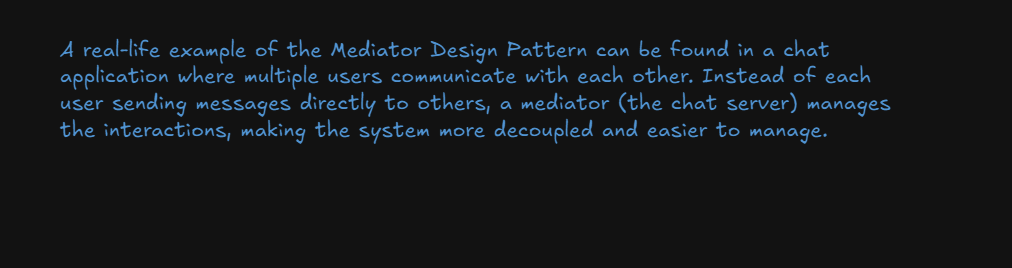 A real-life example of the Mediator Design Pattern can be found in a chat
application where multiple users communicate with each other. Instead of each
user sending messages directly to others, a mediator (the chat server) manages
the interactions, making the system more decoupled and easier to manage.